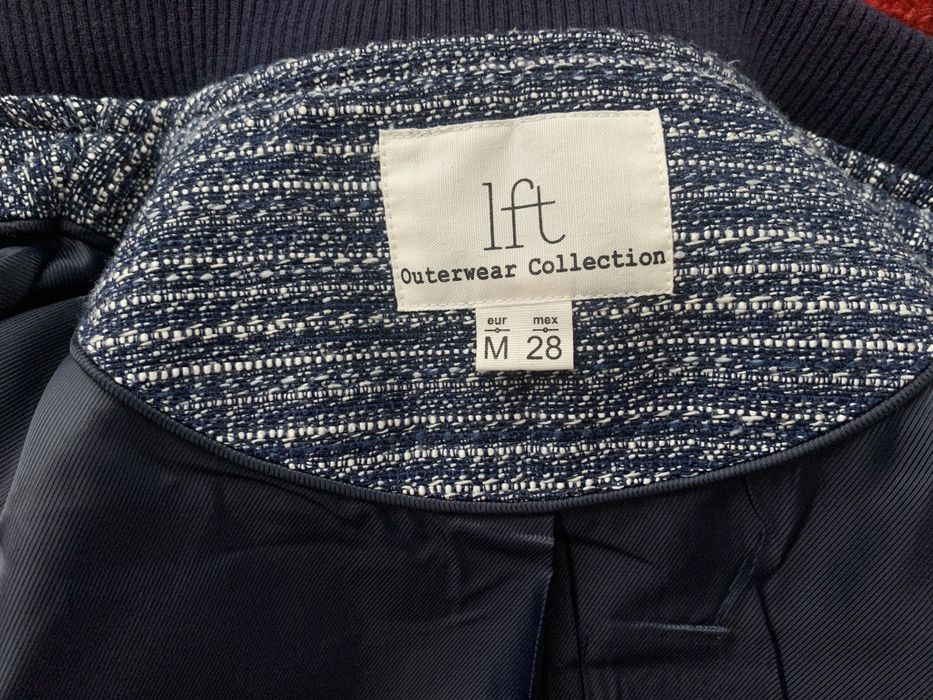 lft
Outerwear Collection
eur mex
M 28